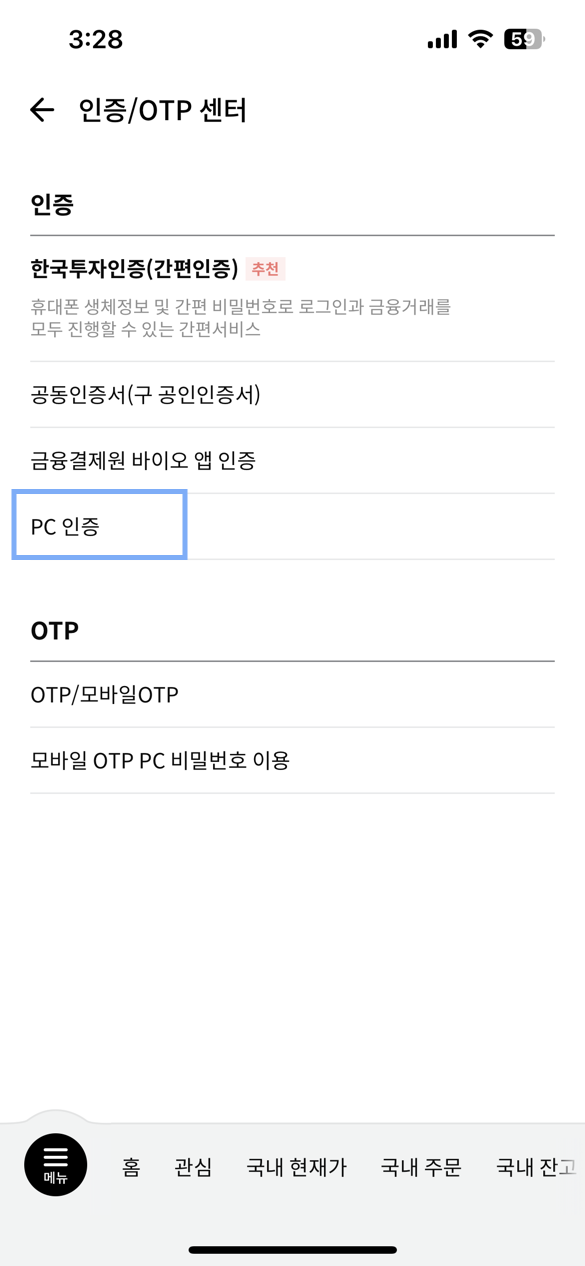 3:28
59
인증/OTP 센터
인증
한국투자인증(간편인증) 추천
휴대폰 생체정보 및 간편 비밀번호로 로그인과 금융거래를
모두 진행할 수 있는 간편서비스
공동인증서(구 공인인증서)
금융결제원 바이오 앱 인증
PC 인증
OTP
OTP/모바일OTP
모바일 OTP PC 비밀번호 이용
메뉴 홈 관심 국내 현재가 국내 주문 국내 잔고